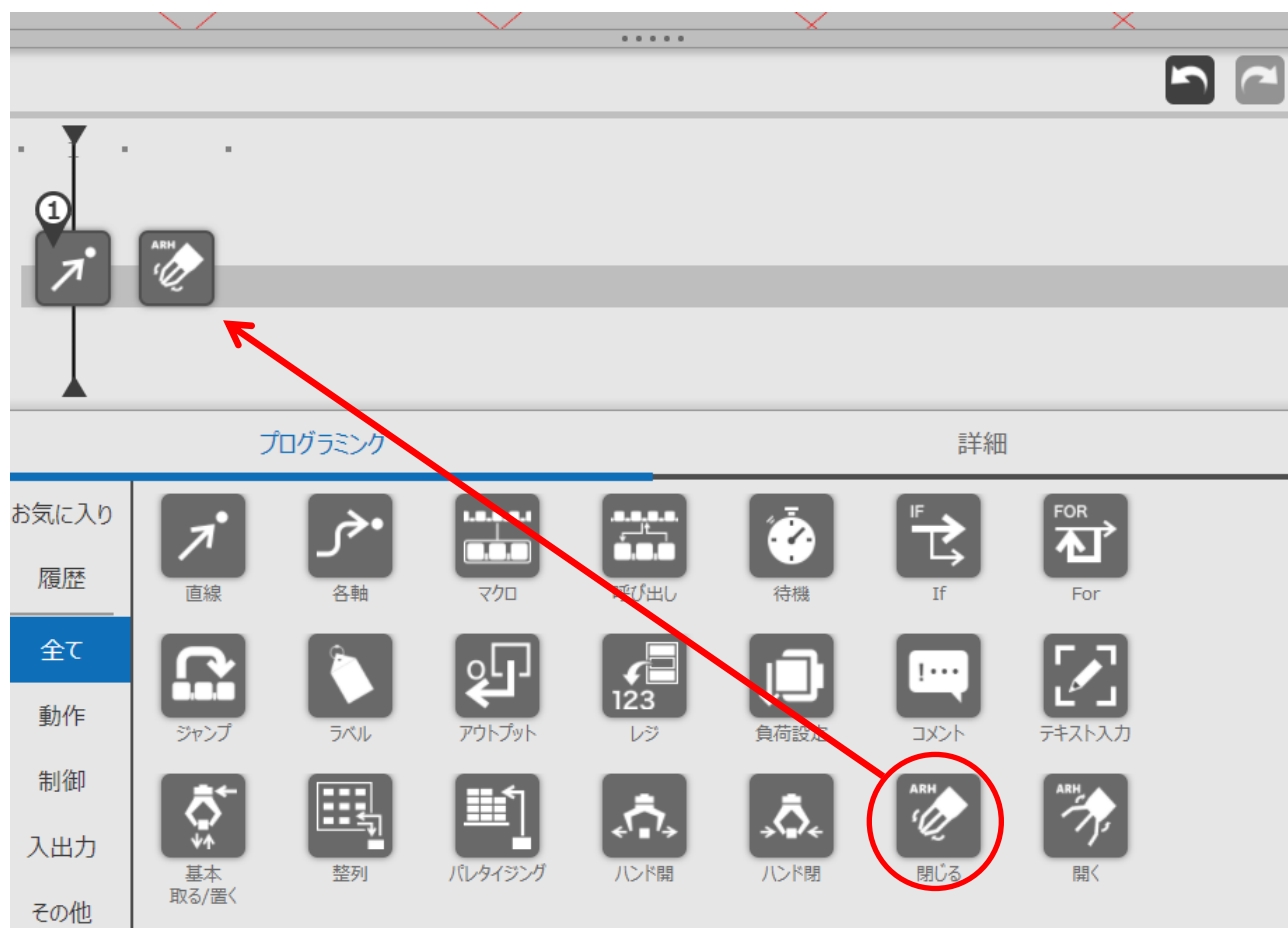 1
ARH
プログラミング
詳細
お気に入り
履歴
全て
動作
制御
入出力
その他
直線
各軸
マクロ
呼び出し
待機
IF
If
FOR
For
ジャンプ
ラベル
アウトプット
123
レジ
負荷設定
!…
コメント
テキスト入力
基本
取る/置く
整列
パレタイジング
ハンド開
ハンド閉
ARH
閉じる
ARH
開く